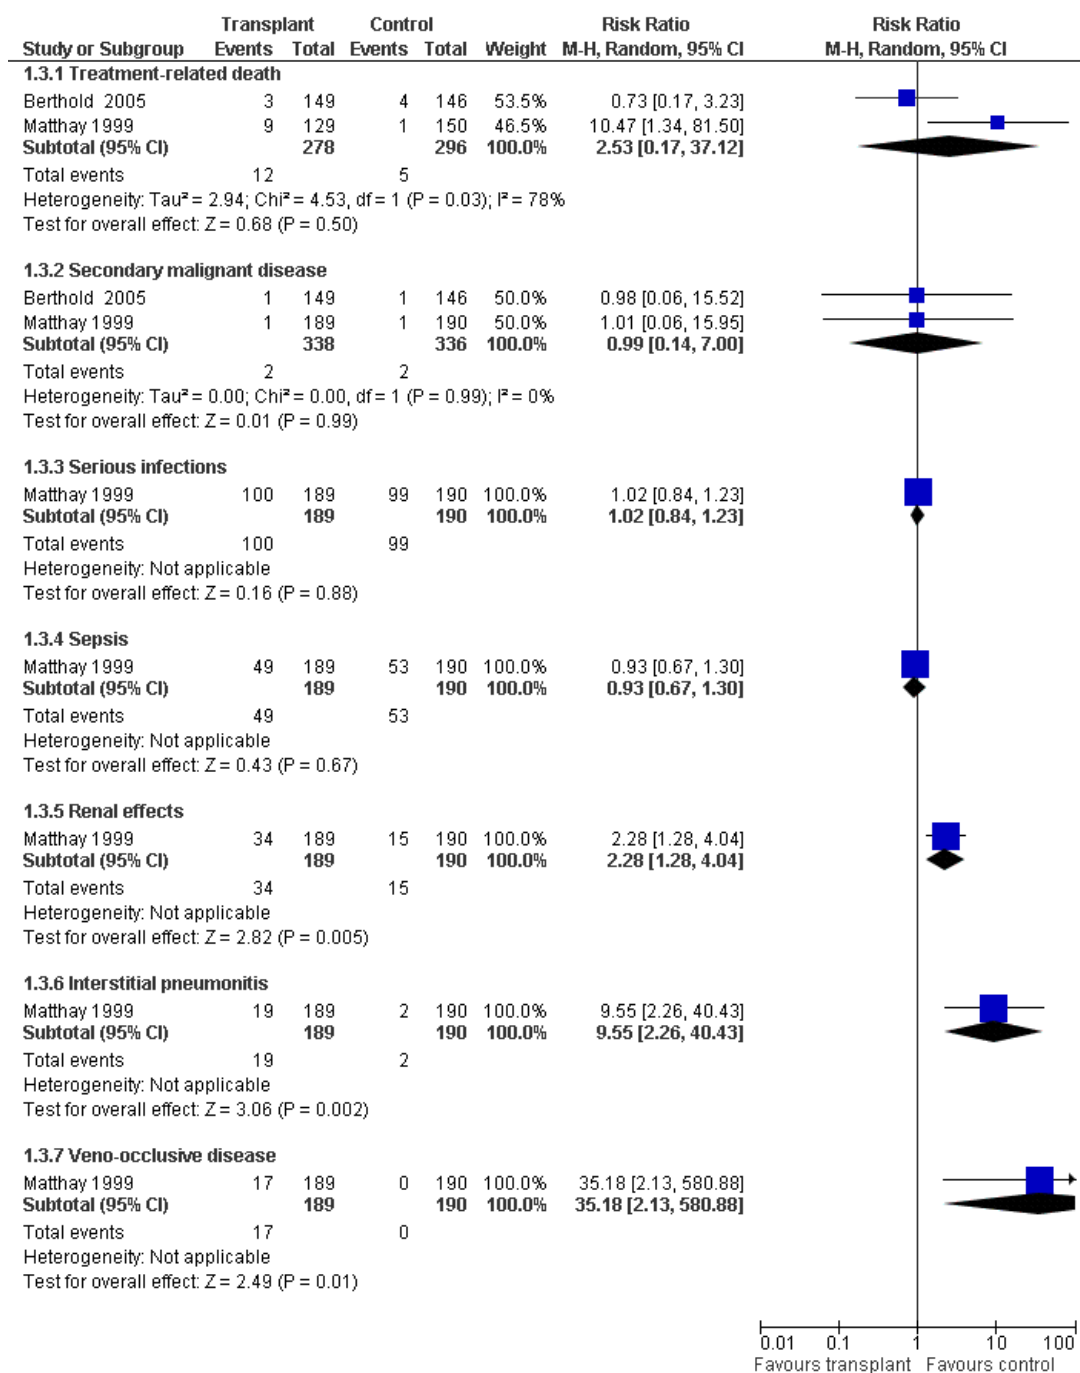 Transplant Control Risk Ratio Risk Ratio
Study or Subgroup Events Total Events Total Weight M-H, Random, 95% CI M-H, Random, 95% CI
1.3.1 Treatment-related death
Berthold 2005 3 149 4 146 53.5% 0.73 [0.17, 3.23]
Matthay 1999 9 129 1 150 46.5% 10.47 [1.34, 81.50]
Subtotal (95% CI) 278 296 100.0% 2.53 [0.17, 37.12]
Total events 12 5
Heterogeneity: Tau² = 2.94; Chi² = 4.53, df = 1 (P = 0.03); I² = 78%
Test for overall effect: Z = 0.68 (P = 0.50)
1.3.2 Secondary malignant disease
Berthold 2005 1 149 1 146 50.0% 0.98 [0.06, 15.52]
Matthay 1999 1 189 1 190 50.0% 1.01 [0.06, 15.95]
Subtotal (95% CI) 338 336 100.0% 0.99 [0.14, 7.00]
Total events 2 2
Heterogeneity: Tau² = 0.00; Chi² = 0.00, df = 1 (P = 0.99); I² = 0%
Test for overall effect: Z = 0.01 (P = 0.99)
1.3.3 Serious infections
Matthay 1999 100 189 99 190 100.0% 1.02 [0.84, 1.23]
Subtotal (95% CI) 189 190 100.0% 1.02 [0.84, 1.23]
Total events 100 99
Heterogeneity: Not applicable
Test for overall effect: Z = 0.16 (P = 0.88)
1.3.4 Sepsis
Matthay 1999 49 189 53 190 100.0% 0.93 [0.67, 1.30]
Subtotal (95% CI) 189 190 100.0% 0.93 [0.67, 1.30]
Total events 49 53
Heterogeneity: Not applicable
Test for overall effect: Z = 0.43 (P = 0.67)
1.3.5 Renal effects
Matthay 1999 34 189 15 190 100.0% 2.28 [1.28, 4.04]
Subtotal (95% CI) 189 190 100.0% 2.28 [1.28, 4.04]
Total events 34 15
Heterogeneity: Not applicable
Test for overall effect: Z = 2.82 (P = 0.005)
1.3.6 Interstitial pneumonitis
Matthay 1999 19 189 2 190 100.0% 9.55 [2.26, 40.43]
Subtotal (95% CI) 189 190 100.0% 9.55 [2.26, 40.43]
Total events 19 2
Heterogeneity: Not applicable
Test for overall effect: Z = 3.06 (P = 0.002)
1.3.7 Veno-occlusive disease
Matthay 1999 17 189 0 190 100.0% 35.18 [2.13, 580.88]
Subtotal (95% CI) 189 190 100.0% 35.18 [2.13, 580.88]
Total events 17 0
Heterogeneity: Not applicable
Test for overall effect: Z = 2.49 (P = 0.01)
0.01 0.1 1 10 100
Favours transplant Favours control